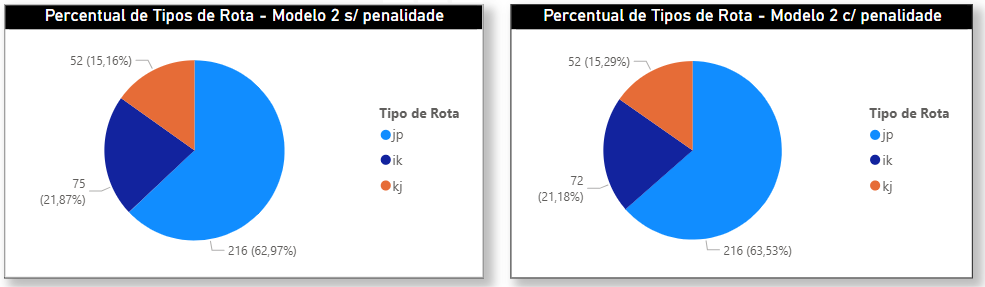 Percentual de Tipos de Rota - Modelo 2 s/ penalidade
52 (15,16%)
75
(21,87%)
216 (62,97%)
Tipo de Rota
jp
ik
kj
Percentual de Tipos de Rota - Modelo 2 c/ penalidade
52 (15,29%)
72
(21,18%)
216 (63,53%)
Tipo de Rota
jp
ik
kj